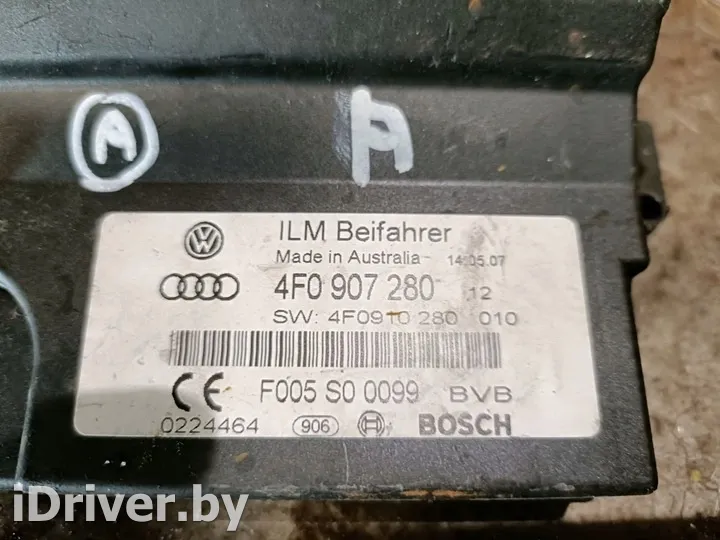 A
A
ILM Beifahrer
Made in Australia 14.05.07
4F0 907 280 12
SW: 4F0910 280 010
CE F005 S0 0099 BVB
0224464 906 BOSCH
iDriver.by